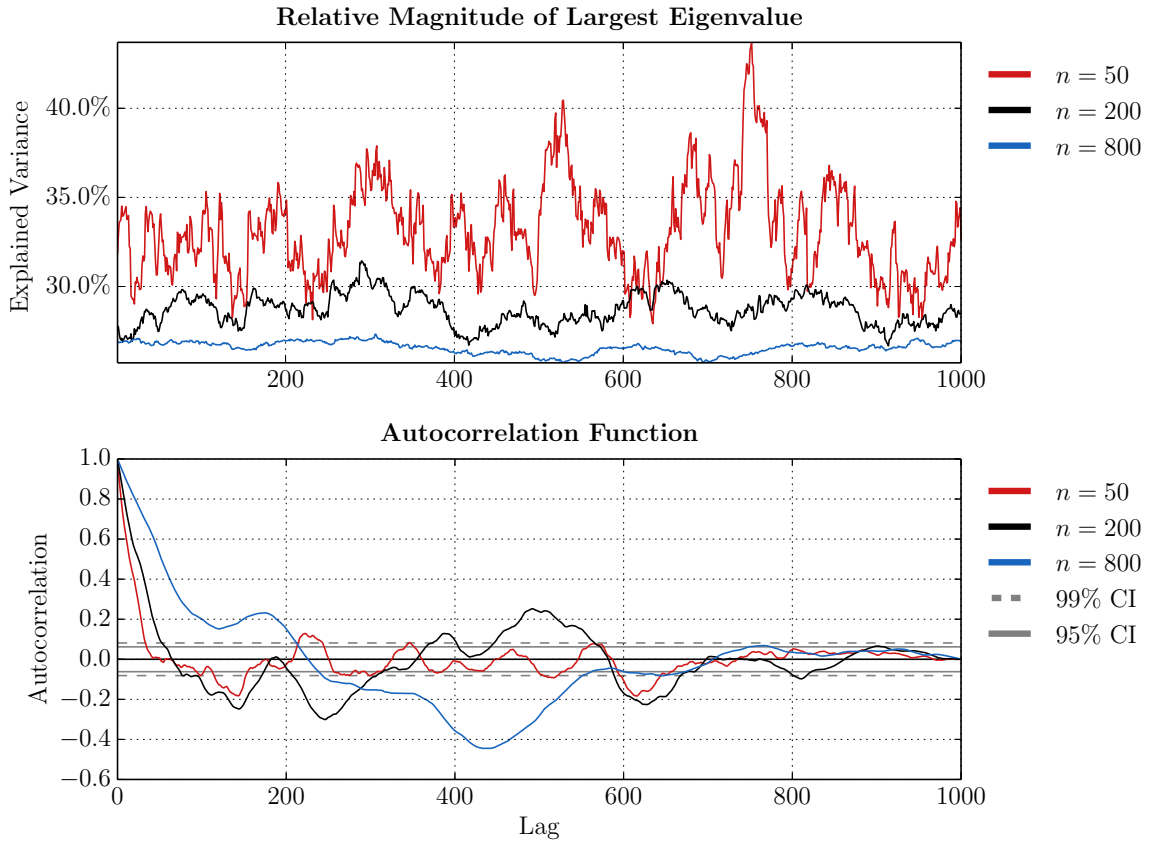 Relative Magnitude of Largest Eigenvalue
Explained Variance
40.0%
35.0%
30.0%
200
400
600
800
1000
n = 50
n = 200
n = 800
Autocorrelation Function
Autocorrelation
1.0
0.8
0.6
0.4
0.2
0.0
−0.2
−0.4
−0.6
0
200
400
600
800
1000
Lag
n = 50
n = 200
n = 800
99% CI
95% CI